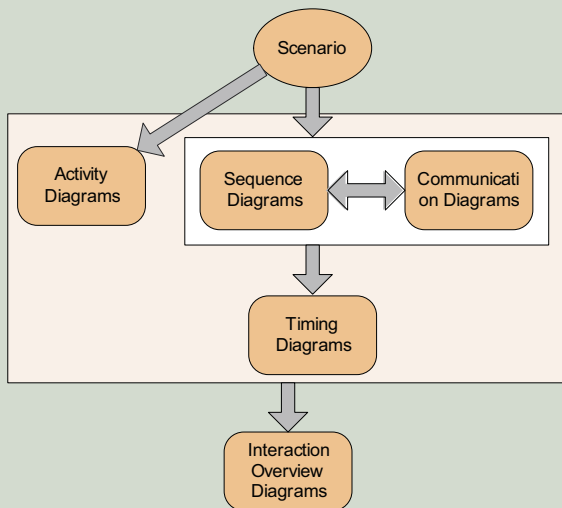 Scenario
Activity
Diagrams
Sequence
Diagrams
Communicati
on Diagrams
Timing
Diagrams
Interaction
Overview
Diagrams